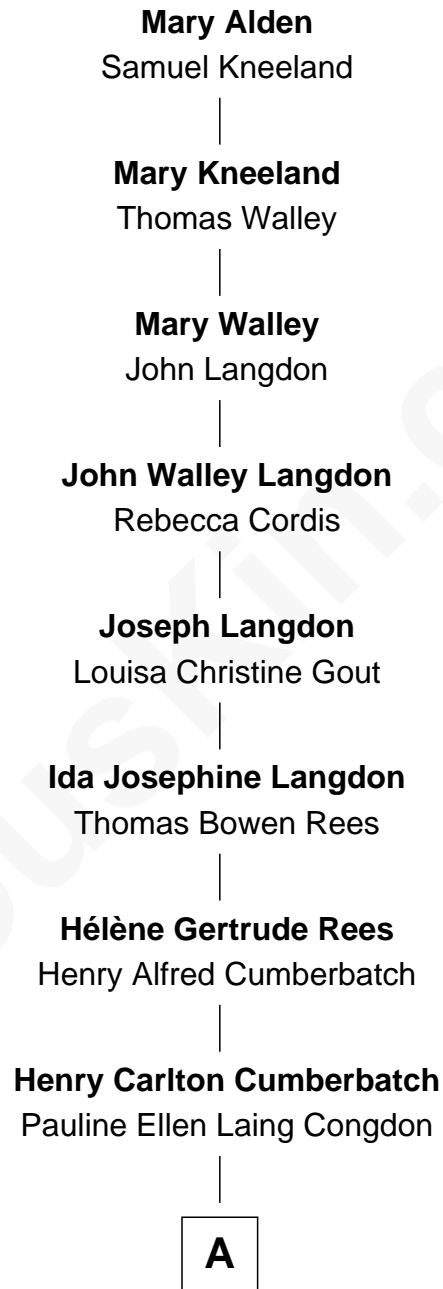 Mary Alden
Samuel Kneeland
Mary Kneeland
Thomas Walley
Mary Walley
John Langdon
John Walley Langdon
Rebecca Cordis
Joseph Langdon
Louisa Christine Gout
Ida Josephine Langdon
Thomas Bowen Rees
Hélène Gertrude Rees
Henry Alfred Cumberbatch
Henry Carlton Cumberbatch
Pauline Ellen Laing Congdon
A